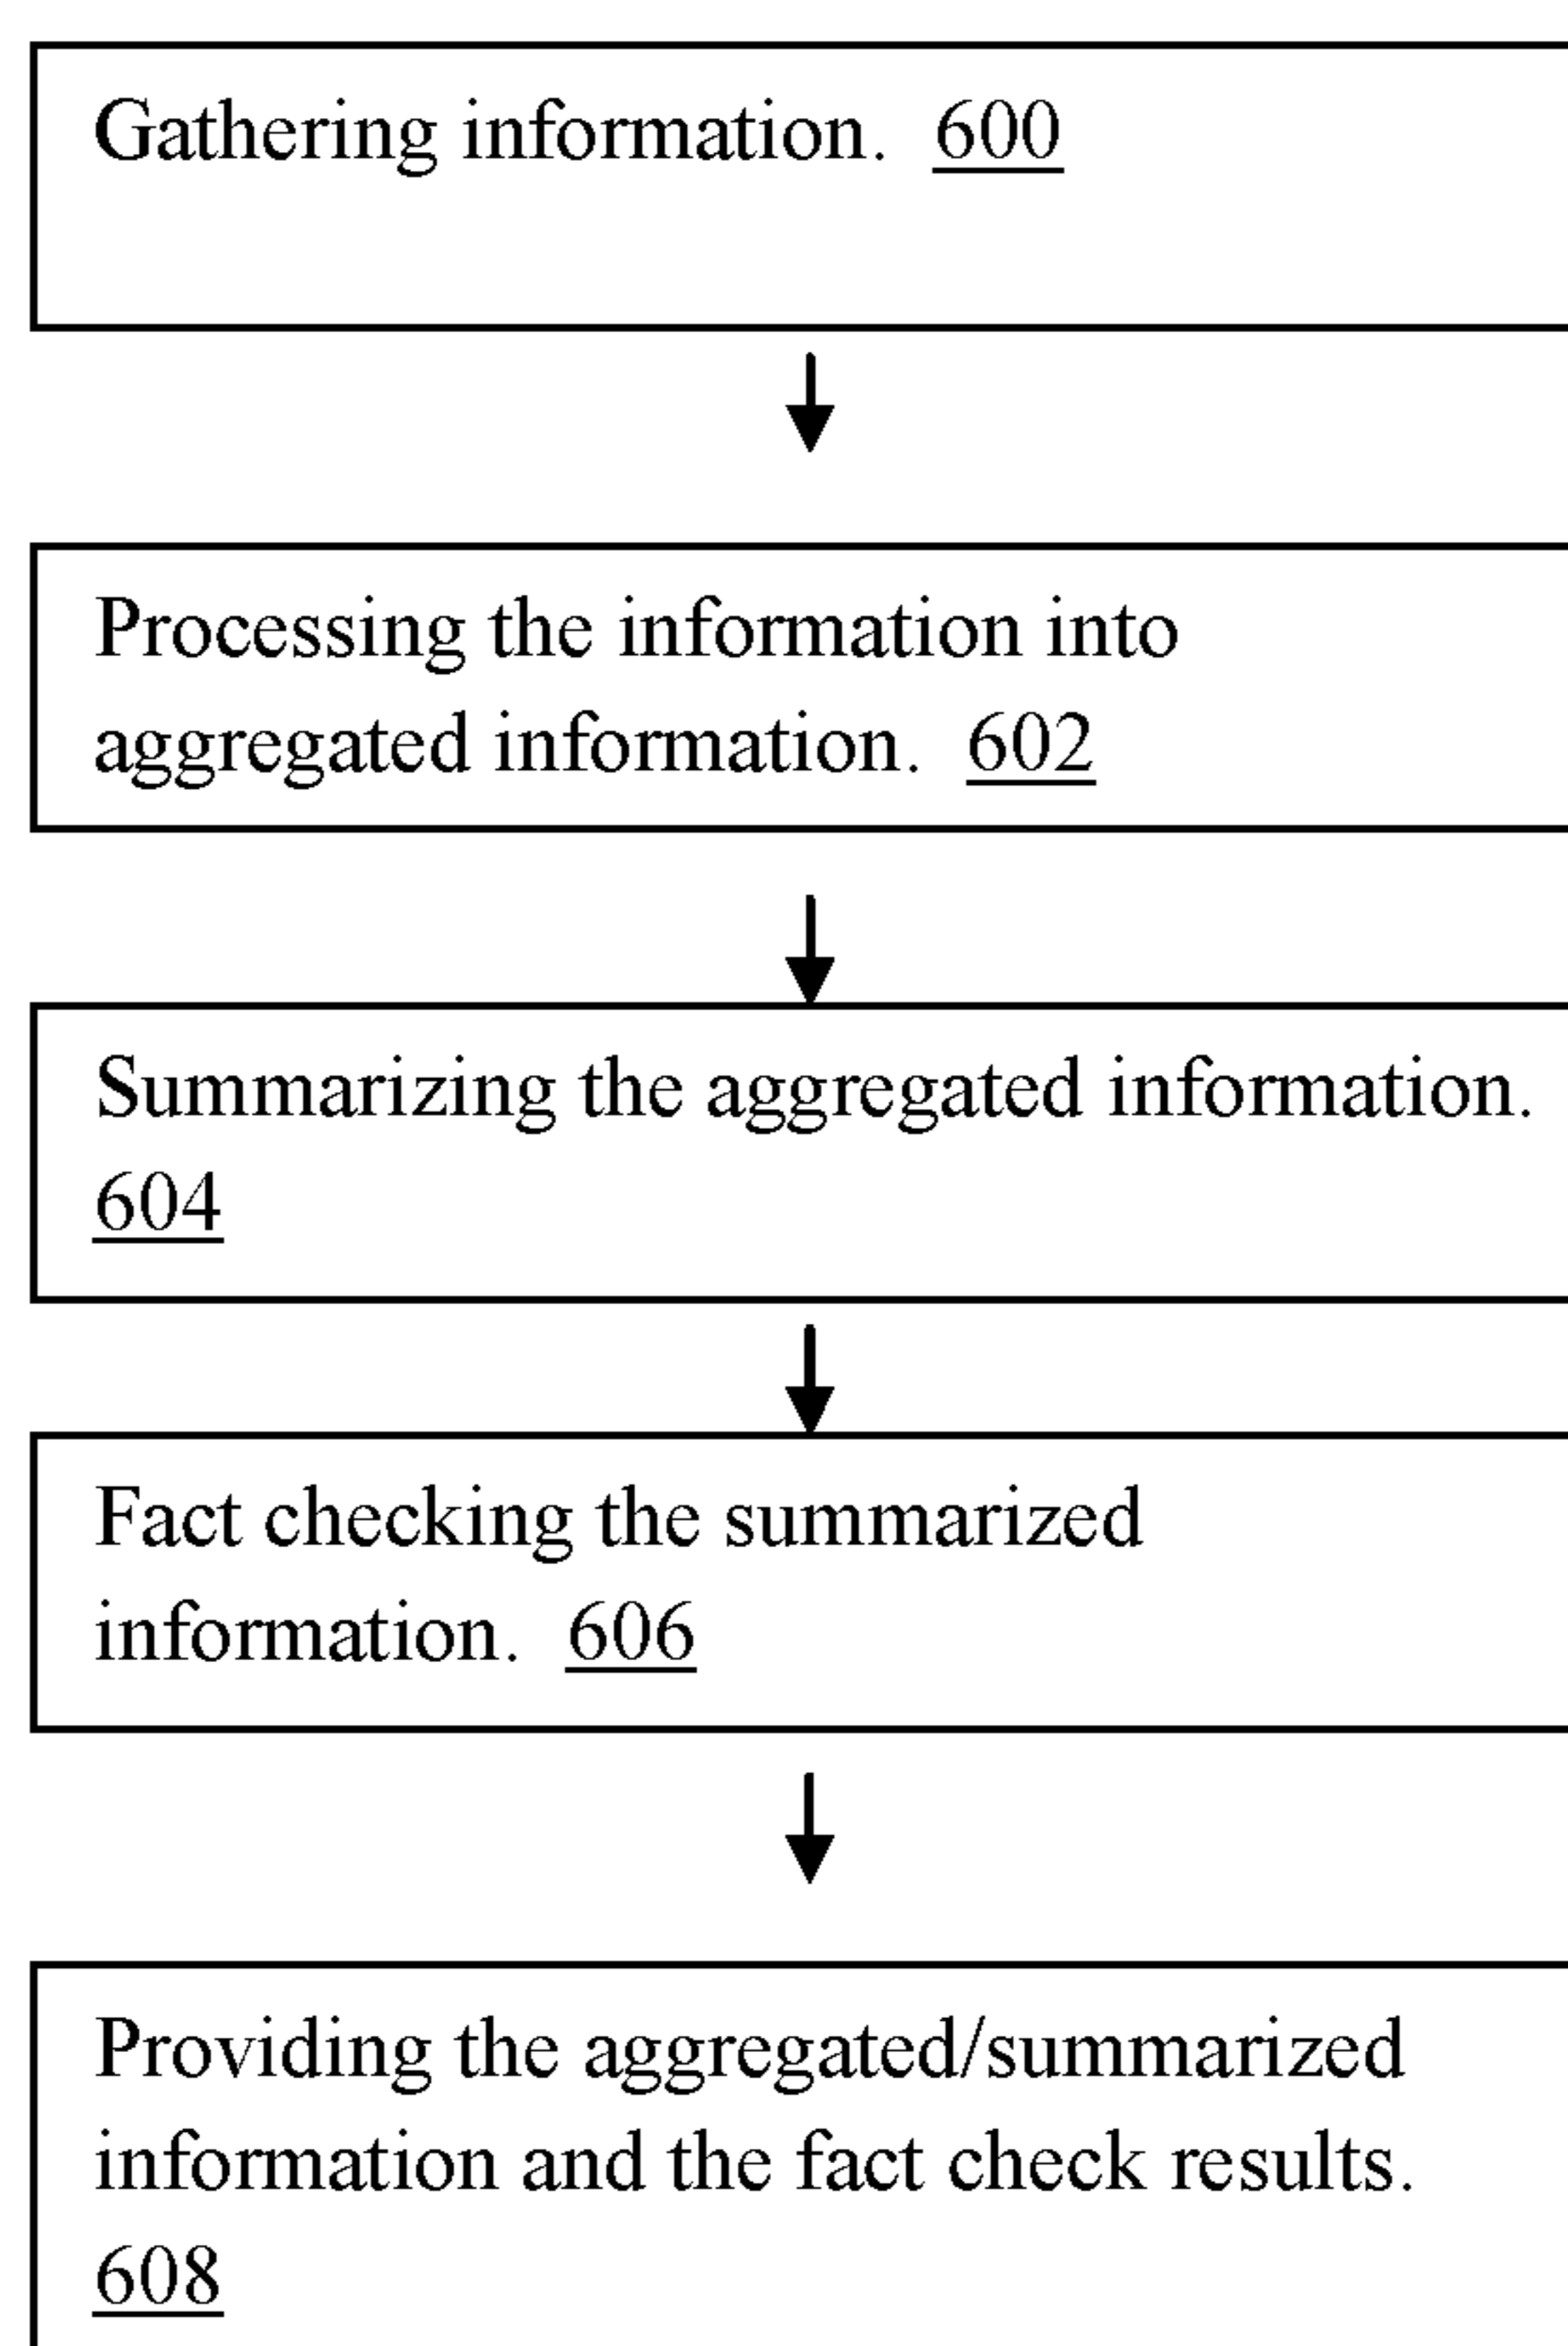 Gathering information. 600
Processing the information into
aggregated information. 602
Summarizing the aggregated information.
604
Fact checking the summarized
information. 606
Providing the aggregated/summarized
information and the fact check results.
608